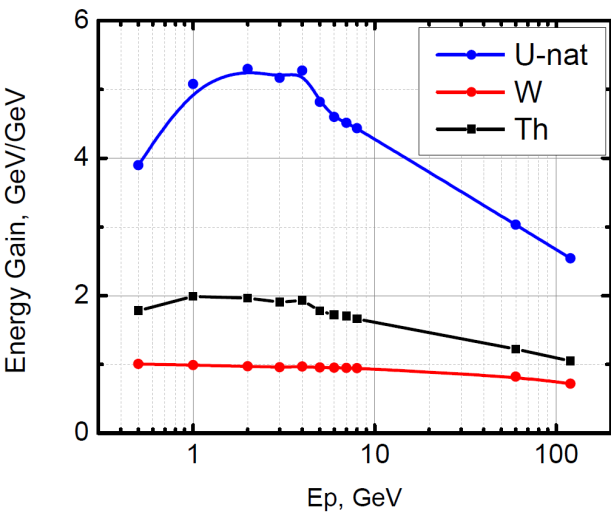 6
4
2
0
Energy Gain, GeV/GeV
U-nat
W
Th
1 10 100
Ep, GeV